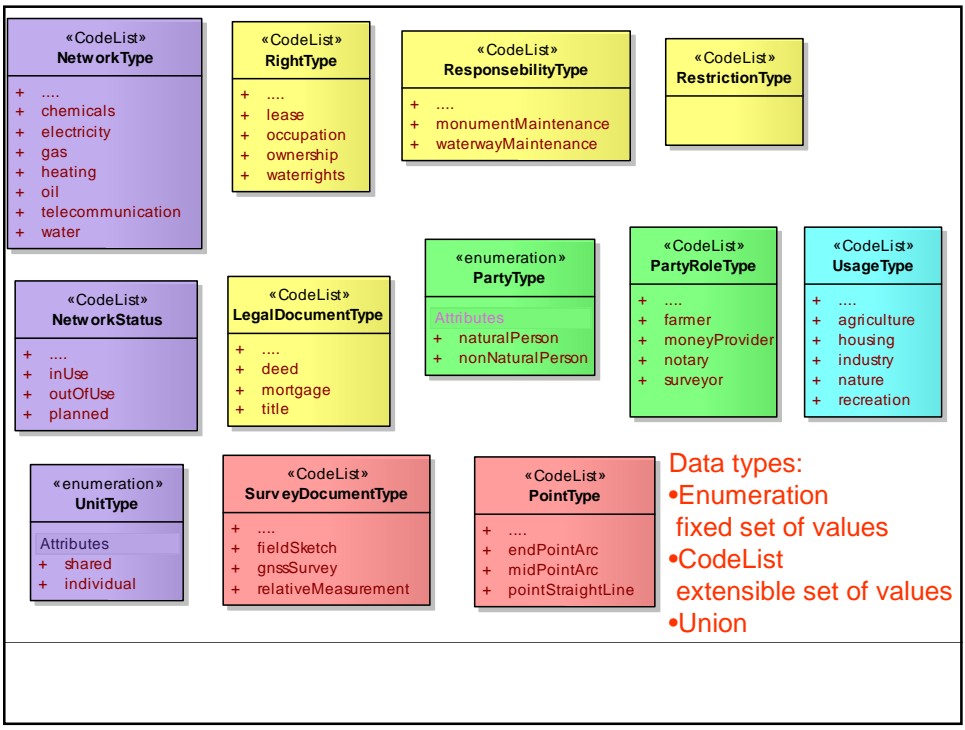 «CodeList»
NetworkType
+ ....
+ chemicals
+ electricity
+ gas
+ heating
+ oil
+ telecommunication
+ water
«CodeList»
RightType
+ ....
+ lease
+ occupation
+ ownership
+ waterrights
«CodeList»
ResponsebilityType
+ ....
+ monumentMaintenance
+ waterwayMaintenance
«CodeList»
RestrictionType
«CodeList»
NetworkStatus
+ ....
+ inUse
+ outOfUse
+ planned
«CodeList»
LegalDocumentType
+ ....
+ deed
+ mortgage
+ title
«enumeration»
PartyType
Attributes
+ naturalPerson
+ nonNaturalPerson
«CodeList»
PartyRoleType
+ ....
+ farmer
+ moneyProvider
+ notary
+ surveyor
«CodeList»
UsageType
+ ....
+ agriculture
+ housing
+ industry
+ nature
+ recreation
«enumeration»
UnitType
Attributes
+ shared
+ individual
«CodeList»
SurveyDocumentType
+ ....
+ fieldSketch
+ gnssSurvey
+ relativeMeasurement
«CodeList»
PointType
+ ....
+ endPointArc
+ midPointArc
+ pointStraightLine
Data types:
•Enumeration
fixed set of values
•CodeList
extensible set of values
•Union